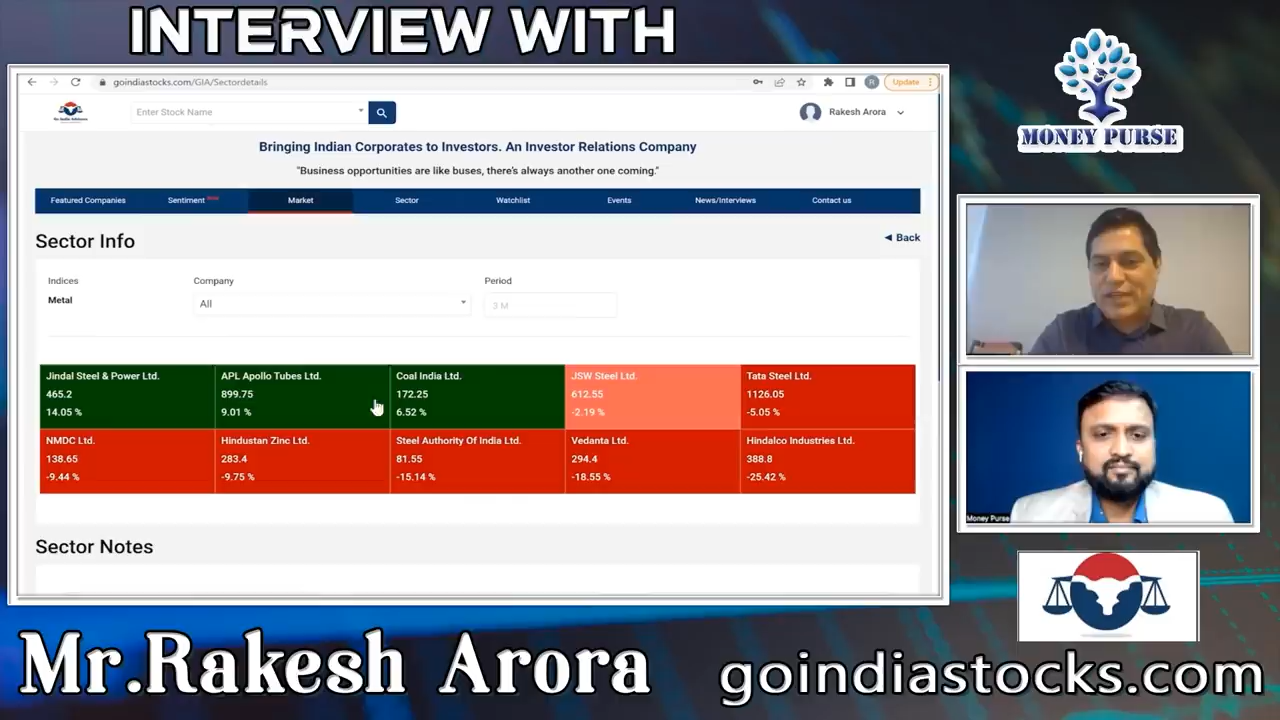 INTERVIEW WITH
MONEY PURSE
goindiastocks.com/GIA/Sectordetails
R
Update
Go India Advisors
Enter Stock Name
Rakesh Arora
Bringing Indian Corporates to Investors. An Investor Relations Company
"Business opportunities are like buses, there's always another one coming."
Featured Companies Sentiment New Market Sector Watchlist Events News/Interviews Contact us
Sector Info
◄ Back
Indices Company Period
Metal All 3 M
Jindal Steel & Power Ltd. APL Apollo Tubes Ltd. Coal India Ltd. JSW Steel Ltd. Tata Steel Ltd.
465.2 899.75 172.25 612.55 1126.05
14.05 % 9.01 % 6.52 % -2.19 % -5.05 %
NMDC Ltd. Hindustan Zinc Ltd. Steel Authority Of India Ltd. Vedanta Ltd. Hindalco Industries Ltd.
138.65 283.4 81.55 294.4 388.8
-9.44 % -9.75 % -15.14 % -18.55 % -25.42 %
Sector Notes
Money Purse
Mr.Rakesh Arora
goindiastocks.com